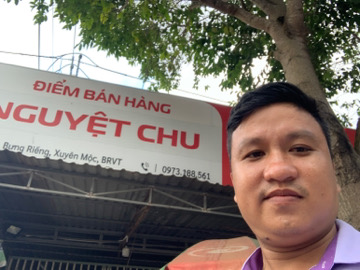 ĐIỂM BÁN HÀNG
NGUYỆT CHU
Bưng Riềng, Xuyên Mộc, BRVT
0973.188.561